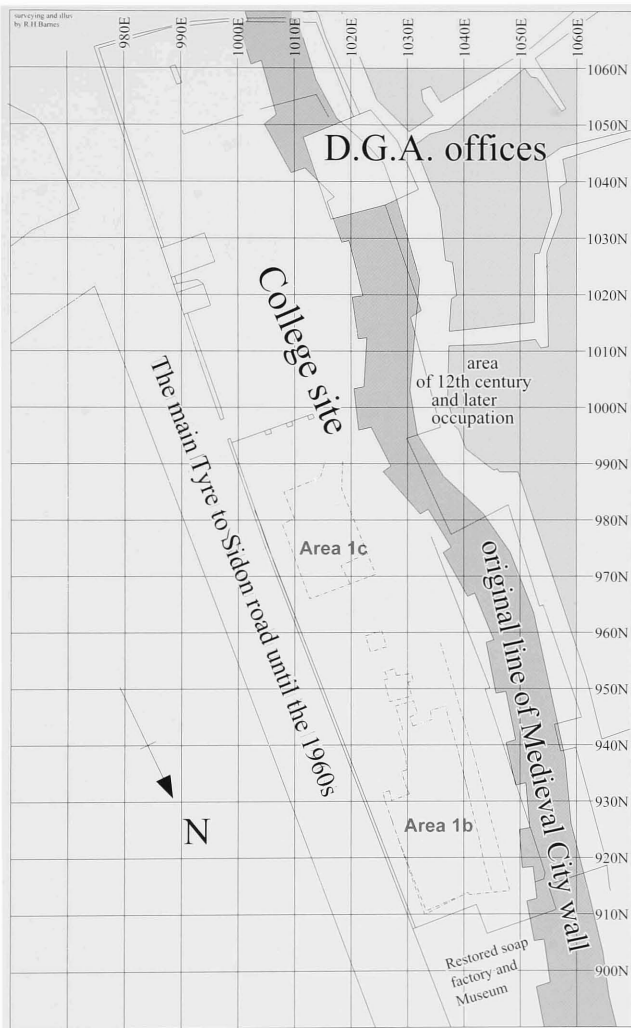 surveying and illus
by R H Barnes
980E
990E
1000E
1010E
1020E
1030E
1040E
1050E
1060E
1060N
1050N
D.G.A. offices
1040N
1030N
1020N
College site
1010N
area
of 12th century
and later
occupation
1000N
The main Tyre to Sidon road until the 1960s
990N
980N
Area 1c
970N
original line of Medieval City wall
960N
950N
940N
930N
N
Area 1b
920N
910N
Restored soap
factory and
Museum
900N